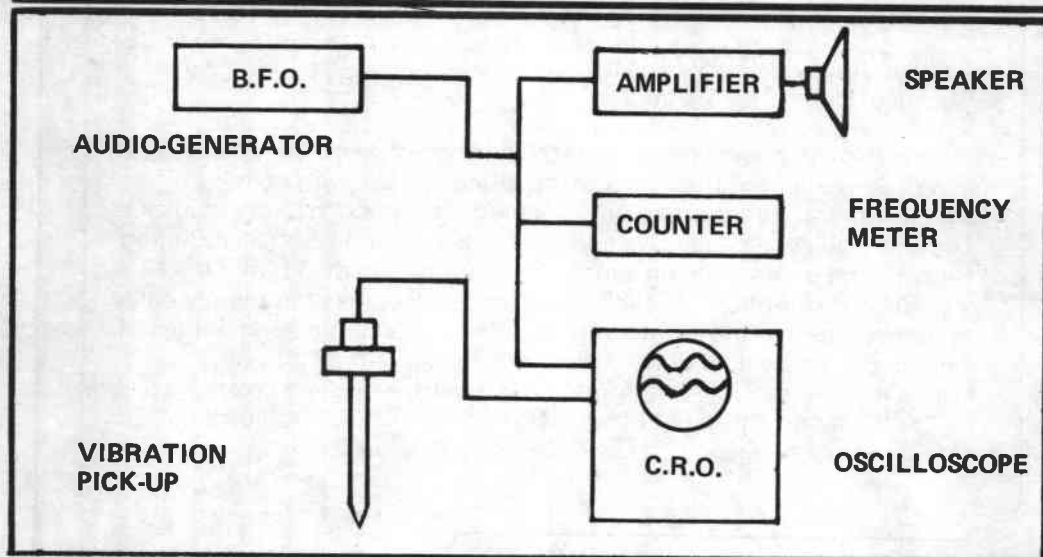 B.F.O.
AUDIO-GENERATOR
AMPLIFIER
SPEAKER
COUNTER
FREQUENCY
METER
VIBRATION
PICK-UP
C.R.O.
OSCILLOSCOPE